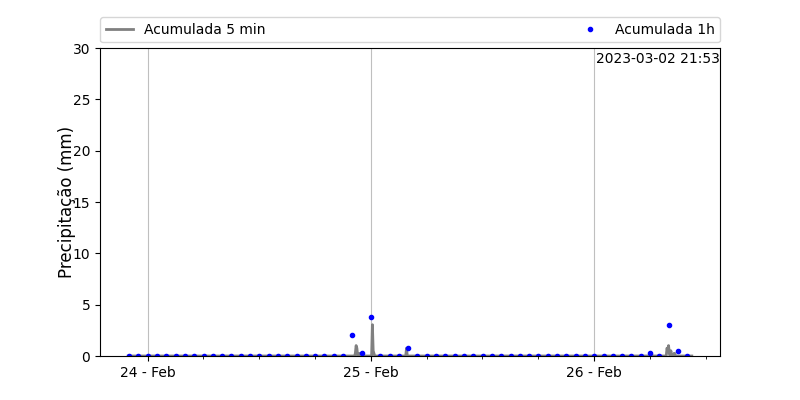 Acumulada 5 min
Acumulada 1h
2023-03-02 21:53
Precipitação (mm)
30
25
20
15
10
5
0
24 - Feb
25 - Feb
26 - Feb